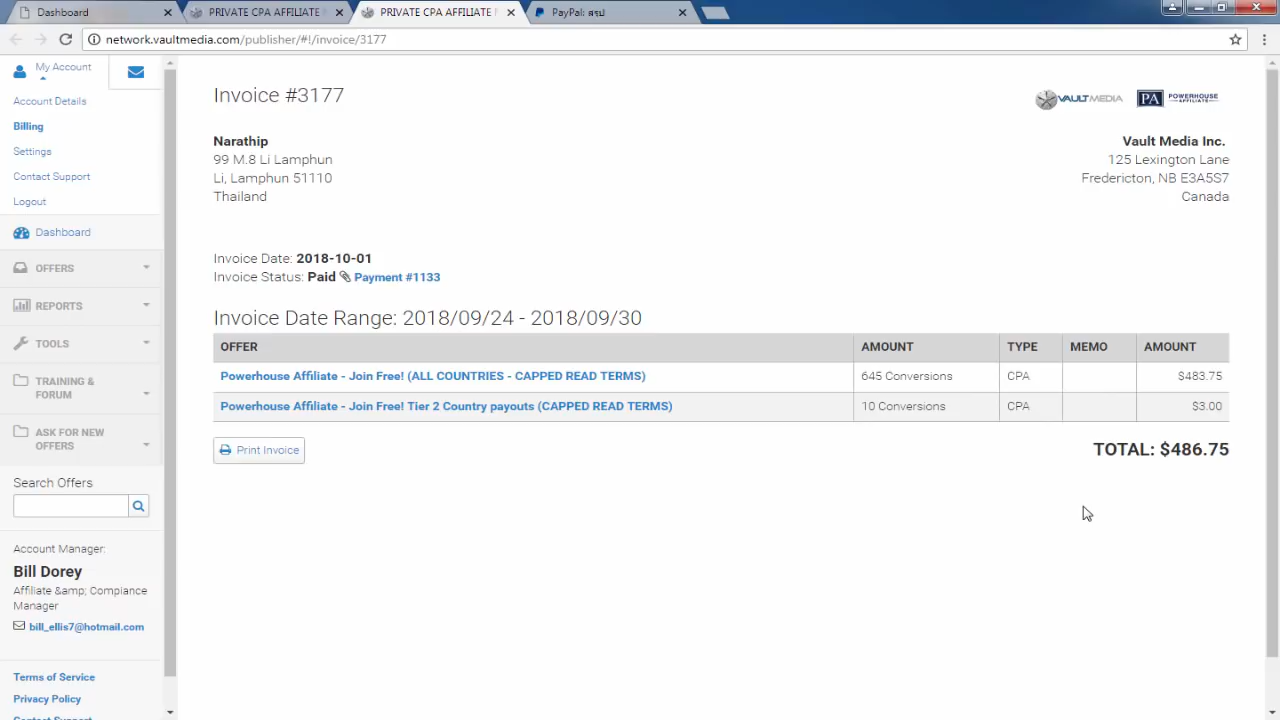 Dashboard
PRIVATE CPA AFFILIATE
PRIVATE CPA AFFILIATE
PayPal: สรุป
network.vaultmedia.com/publisher/#!/invoice/3177
My Account
Account Details
Billing
Settings
Contact Support
Logout
Dashboard
OFFERS
REPORTS
TOOLS
TRAINING &
FORUM
ASK FOR NEW
OFFERS
Search Offers
Account Manager:
Bill Dorey
Affiliate &amp; Compliance
Manager
bill_ellis7@hotmail.com
Terms of Service
Privacy Policy
Contact Support
Invoice #3177
VAULTMEDIA
PA POWERHOUSE
AFFILIATE
Narathip
99 M.8 Li Lamphun
Li, Lamphun 51110
Thailand
Vault Media Inc.
125 Lexington Lane
Fredericton, NB E3A5S7
Canada
Invoice Date: 2018-10-01
Invoice Status: Paid Payment #1133
Invoice Date Range: 2018/09/24 - 2018/09/30
OFFER AMOUNT TYPE MEMO AMOUNT
Powerhouse Affiliate - Join Free! (ALL COUNTRIES - CAPPED READ TERMS) 645 Conversions CPA $483.75
Powerhouse Affiliate - Join Free! Tier 2 Country payouts (CAPPED READ TERMS) 10 Conversions CPA $3.00
Print Invoice
TOTAL: $486.75